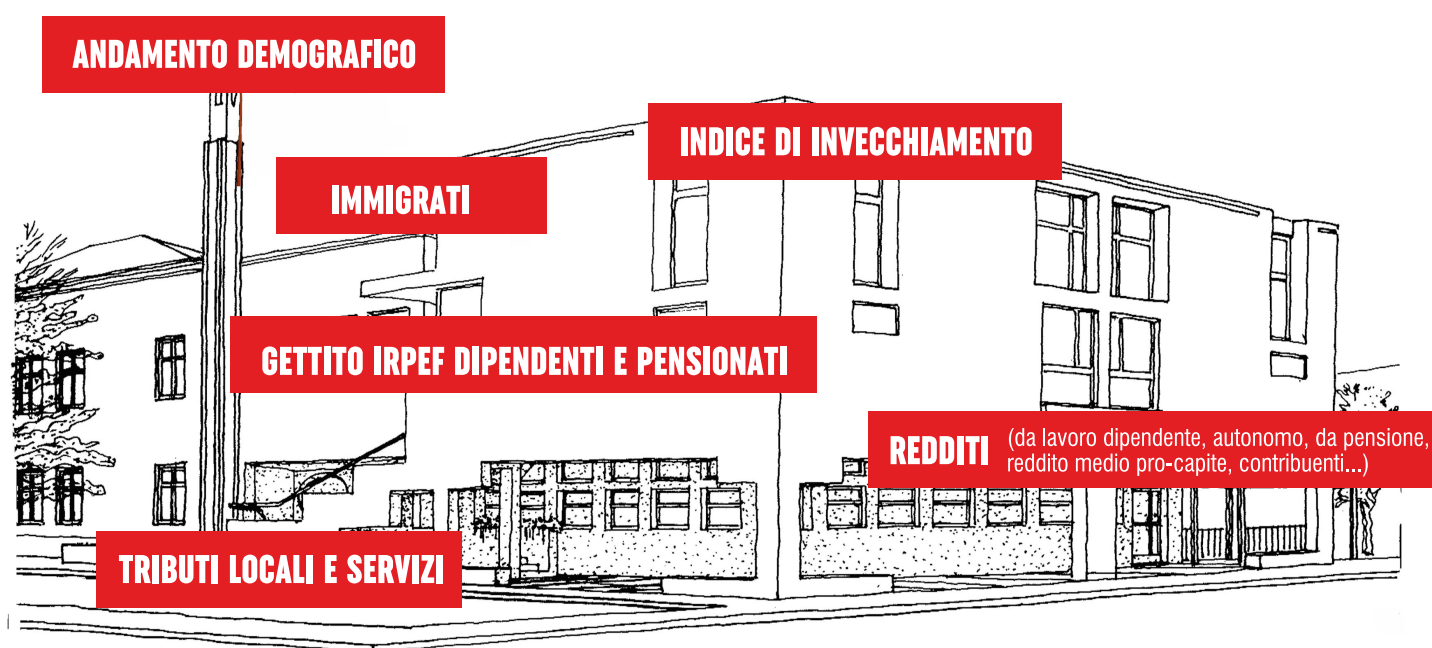 ANDAMENTO DEMOGRAFICO
INDICE DI INVECCHIAMENTO
IMMIGRATI
GETTITO IRPEF DIPENDENTI E PENSIONATI
REDDITI (da lavoro dipendente, autonomo, da pensione,
reddito medio pro-capite, contribuenti...)
TRIBUTI LOCALI E SERVIZI